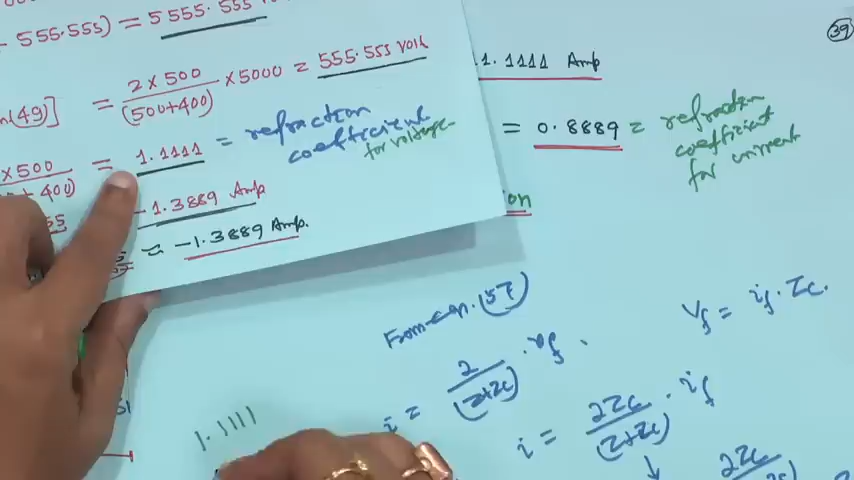 555.555) = 5555.555 volt
39
= 2 x 500 / (500+400) x 5000 = 555.555 volt
(49)]
1.1111 Amp
x 500 / + 400) = 1.1111 = refraction coefficient for voltage
= 0.8889 = refraction coefficient for current
- 1.3889 Amp
≈ -1.3889 Amp.
From eqn. (57)
i = 2/(Z+Zc) . vf .
Vf = if . Zc.
i = 2Zc/(Z+Zc) . if
1.1111
2Zc